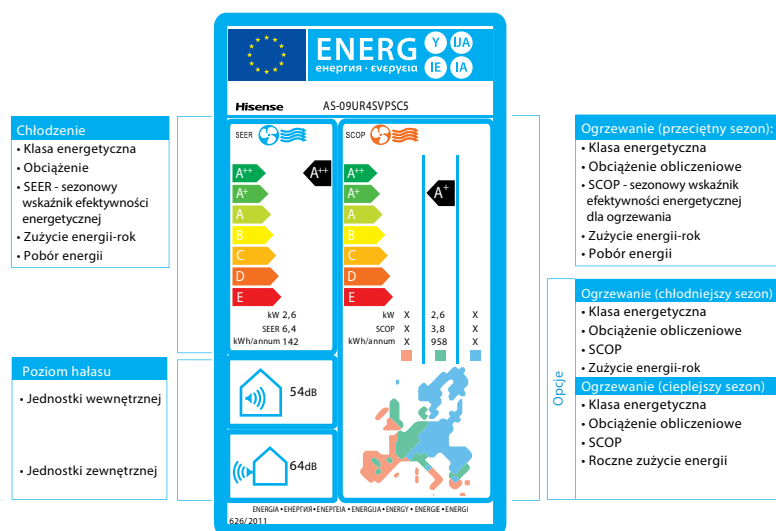 ENERG
енергия · ενεργεια
Y
IJA
IE
IA
Hisense AS-09UR4SVPSC5
Chłodzenie
• Klasa energetyczna
• Obciążenie
• SEER - sezonowy
wskaźnik efektywności
energetycznej
• Zużycie energii-rok
• Pobór energii
Poziom hałasu
• Jednostki wewnętrznej
• Jednostki zewnętrznej
SEER
A++
A+
A
B
C
D
E
A++
kW 2,6
SEER 6,4
kWh/annum 142
SCOP
A++
A+
A
B
C
D
E
A+
kW X 2,6 X
SCOP X 3,8 X
kWh/annum X 958 X
54dB
64dB
ENERGIA • ЕНЕРГИЯ • ΕΝΕΡΓΕΙΑ • ENERGIJA • ENERGY • ENERGIE • ENERGI
626/2011
Ogrzewanie (przeciętny sezon):
• Klasa energetyczna
• Obciążenie obliczeniowe
• SCOP - sezonowy wskaźnik
efektywności energetycznej
dla ogrzewania
• Zużycie energii-rok
• Pobór energii
Opcje
Ogrzewanie (chłodniejszy sezon)
• Klasa energetyczna
• Obciążenie obliczeniowe
• SCOP
• Zużycie energii-rok
Ogrzewanie (cieplejszy sezon)
• Klasa energetyczna
• Obciążenie obliczeniowe
• SCOP
• Roczne zużycie energii